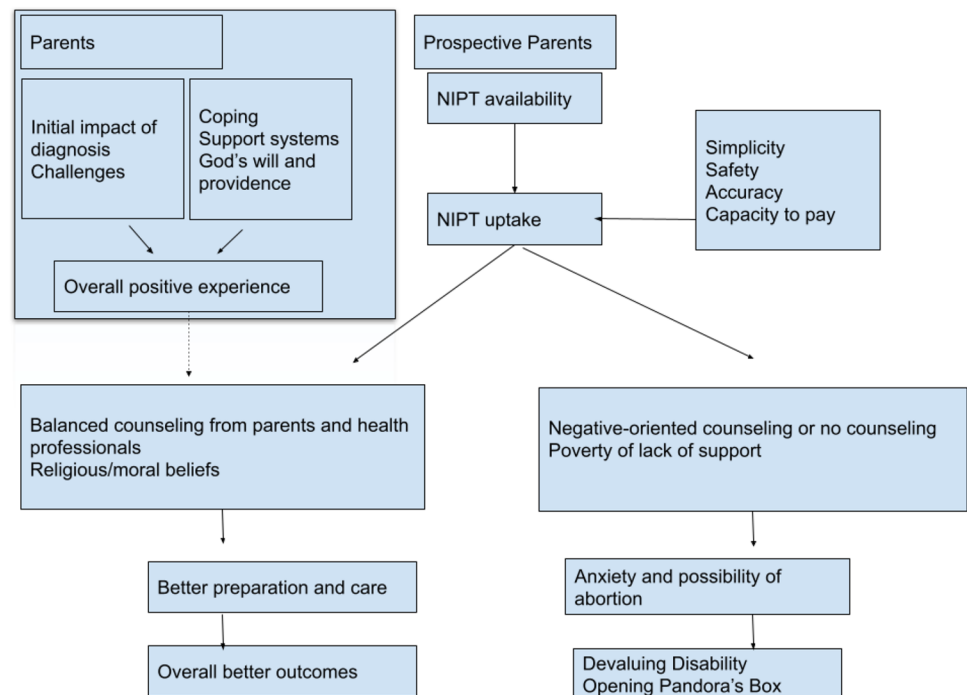 Parents
Prospective Parents
NIPT availability
Initial impact of
diagnosis
Challenges
Coping
Support systems
God's will and
providence
Simplicity
Safety
Accuracy
Capacity to pay
NIPT uptake
Overall positive experience
Balanced counseling from parents and health
professionals
Religious/moral beliefs
Negative-oriented counseling or no counseling
Poverty of lack of support
Better preparation and care
Anxiety and possibility of
abortion
Overall better outcomes
Devaluing Disability
Opening Pandora's Box